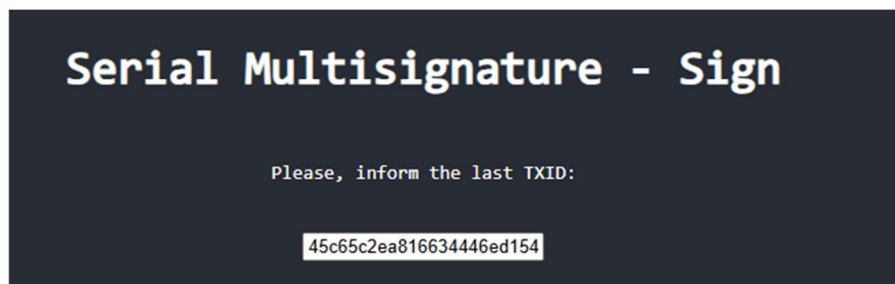 Serial Multisignature - Sign
Please, inform the last TXID:
45c65c2ea816634446ed154